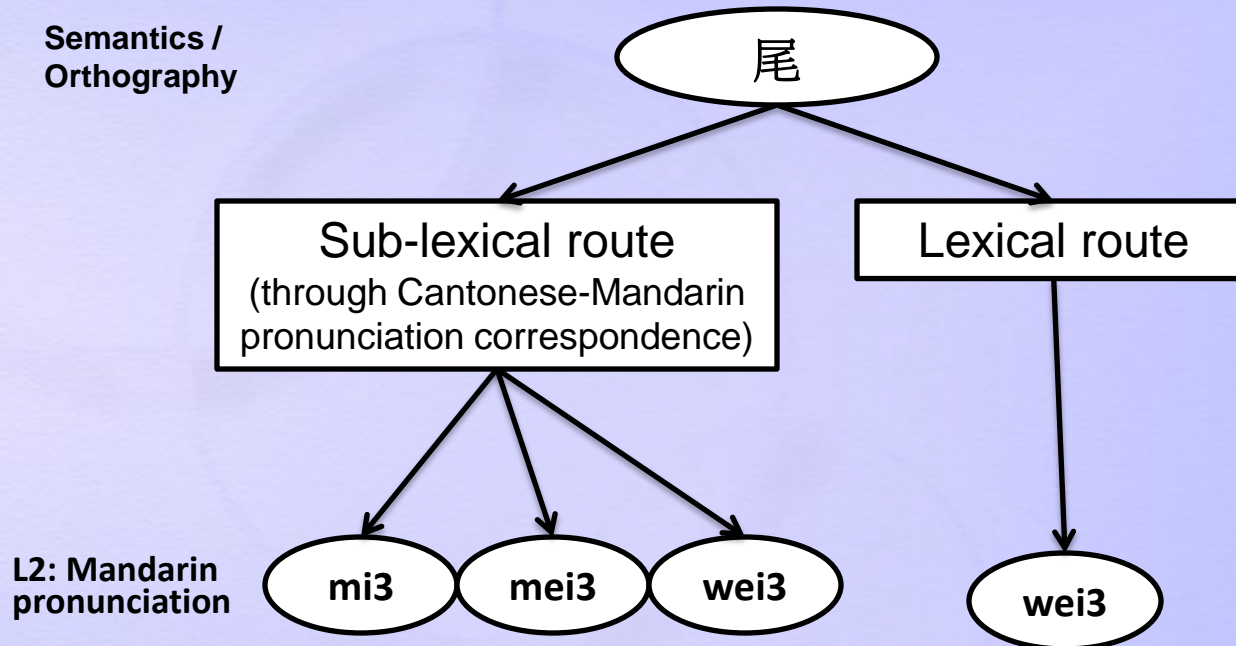 Semantics /
Orthography
尾
Sub-lexical route
(through Cantonese-Mandarin
pronunciation correspondence)
Lexical route
L2: Mandarin
pronunciation
mi3
mei3
wei3
wei3